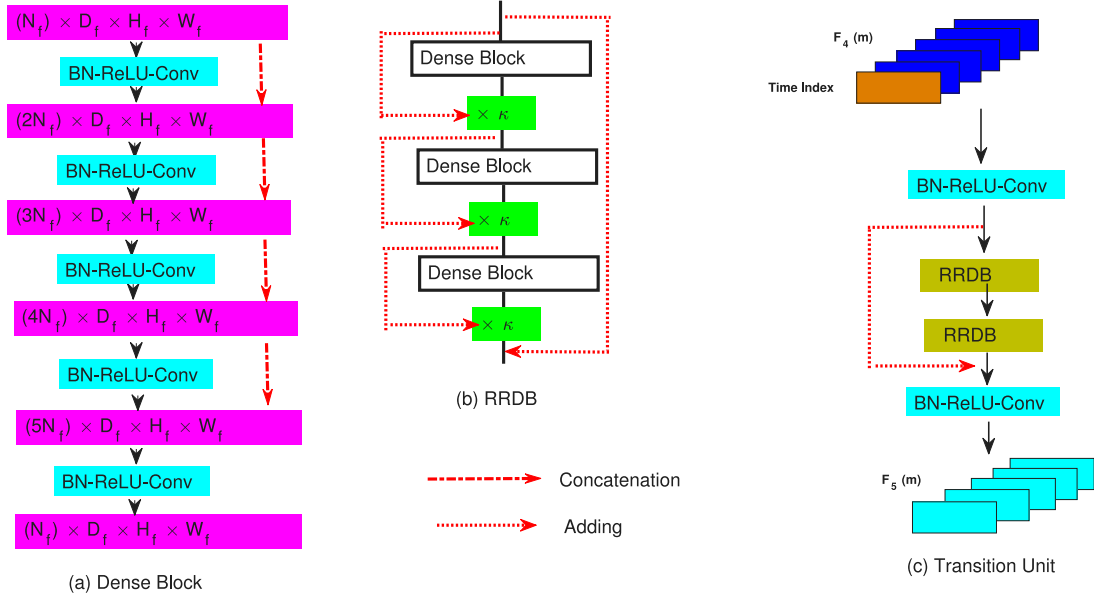 (N_f) × D_f × H_f × W_f
BN-ReLU-Conv
(2N_f) × D_f × H_f × W_f
BN-ReLU-Conv
(3N_f) × D_f × H_f × W_f
BN-ReLU-Conv
(4N_f) × D_f × H_f × W_f
BN-ReLU-Conv
(5N_f) × D_f × H_f × W_f
BN-ReLU-Conv
(N_f) × D_f × H_f × W_f
(a) Dense Block
Dense Block
× κ
Dense Block
× κ
Dense Block
× κ
(b) RRDB
Concatenation
Adding
F_4 (m)
Time Index
BN-ReLU-Conv
RRDB
RRDB
BN-ReLU-Conv
F_5 (m)
(c) Transition Unit